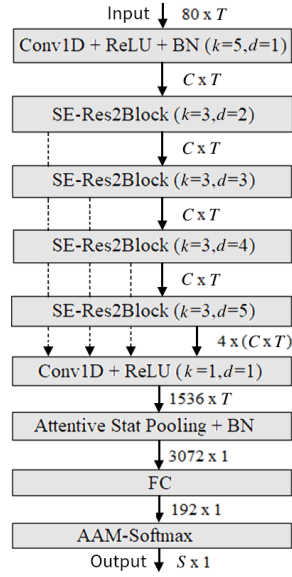 Input
80 x T
Conv1D + ReLU + BN (k=5,d=1)
C x T
SE-Res2Block (k=3,d=2)
C x T
SE-Res2Block (k=3,d=3)
C x T
SE-Res2Block (k=3,d=4)
C x T
SE-Res2Block (k=3,d=5)
4 x (C x T)
Conv1D + ReLU (k=1,d=1)
1536 x T
Attentive Stat Pooling + BN
3072 x 1
FC
192 x 1
AAM-Softmax
Output
S x 1